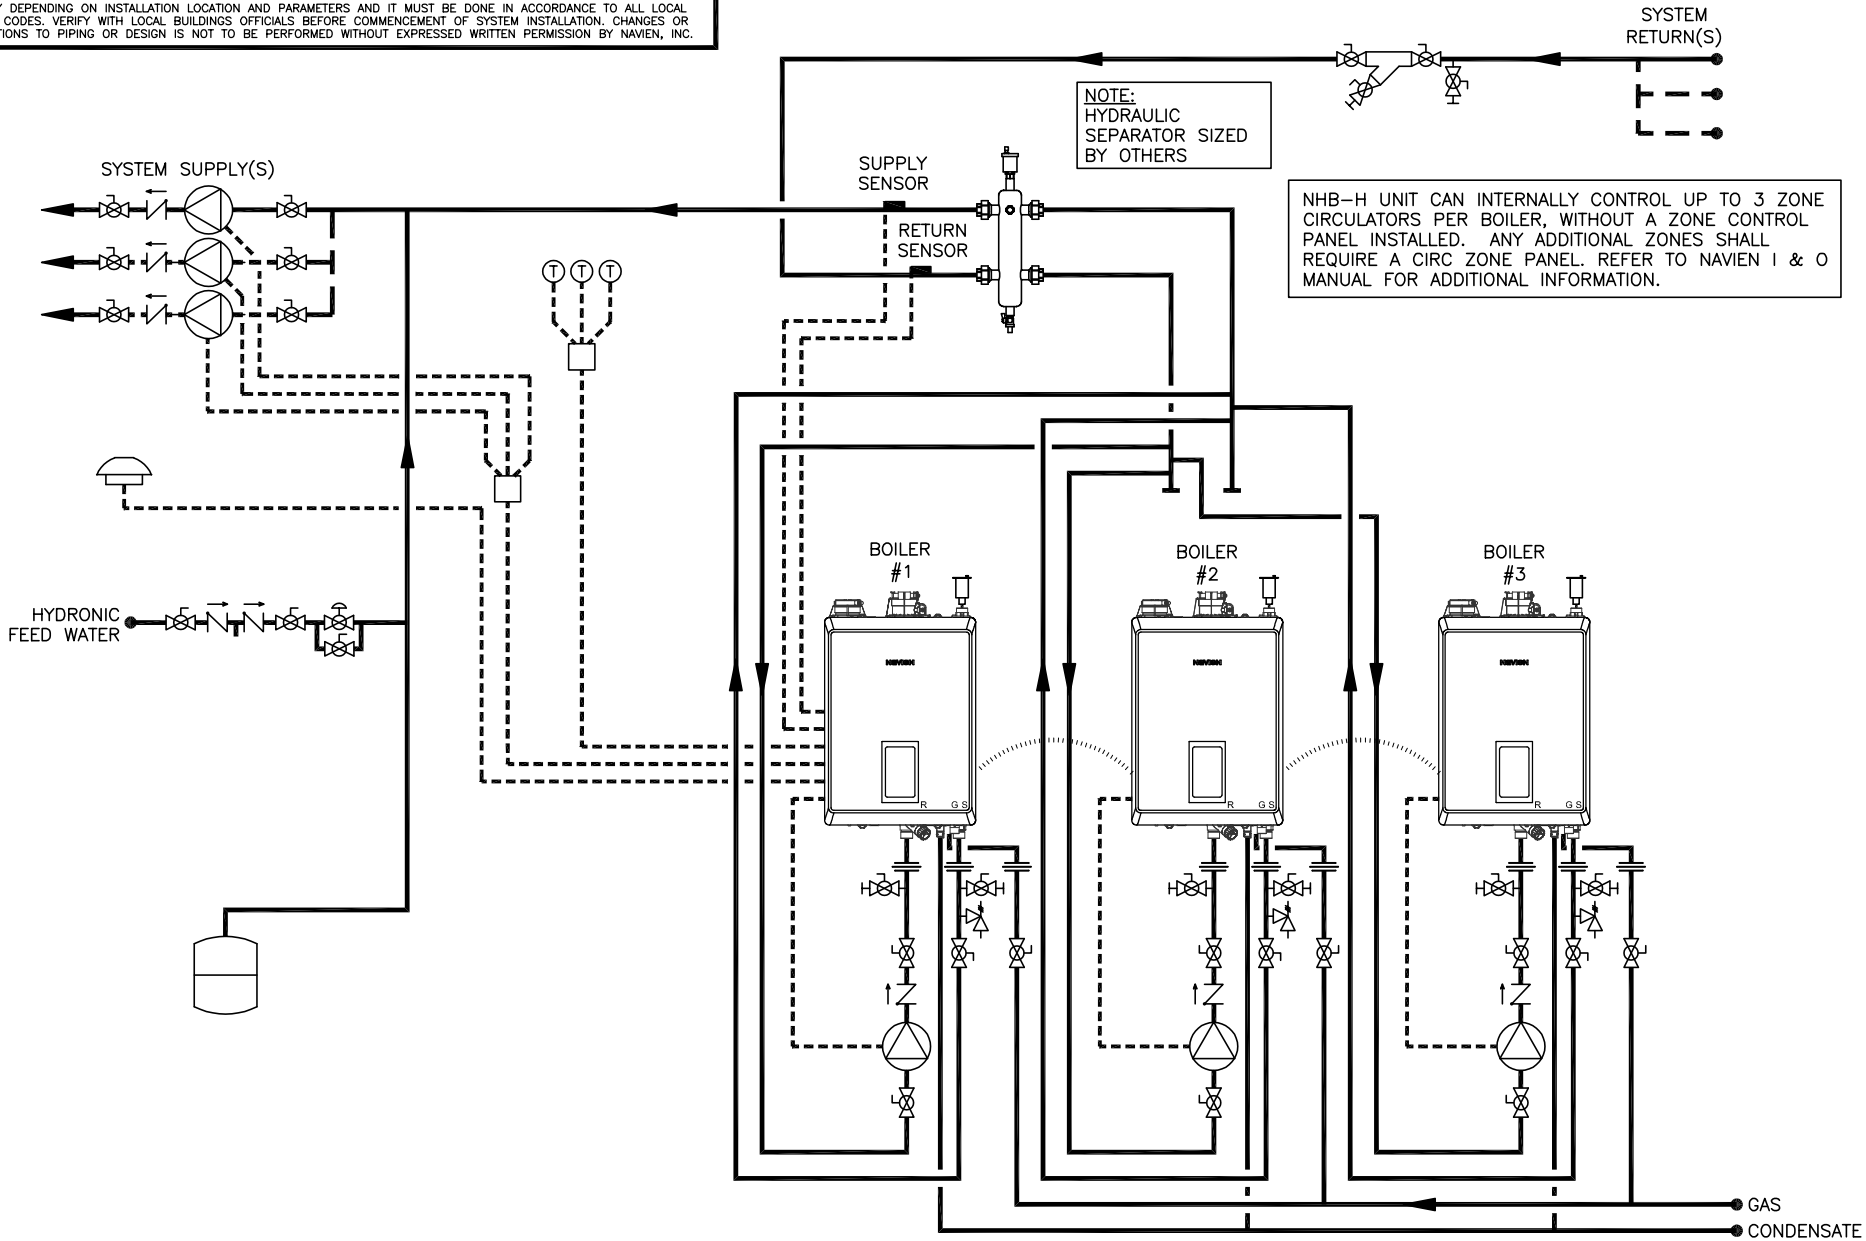 DEPENDING ON INSTALLATION LOCATION AND PARAMETERS AND IT MUST BE DONE IN ACCORDANCE TO ALL LOCAL
CODES. VERIFY WITH LOCAL BUILDINGS OFFICIALS BEFORE COMMENCEMENT OF SYSTEM INSTALLATION. CHANGES OR
TO PIPING OR DESIGN IS NOT TO BE PERFORMED WITHOUT EXPRESSED WRITTEN PERMISSION BY NAVIEN, INC.
SYSTEM
RETURN(S)
NOTE:
HYDRAULIC
SEPARATOR SIZED
BY OTHERS
SYSTEM SUPPLY(S)
SUPPLY
SENSOR
RETURN
SENSOR
NHB-H UNIT CAN INTERNALLY CONTROL UP TO 3 ZONE
CIRCULATORS PER BOILER, WITHOUT A ZONE CONTROL
PANEL INSTALLED. ANY ADDITIONAL ZONES SHALL
REQUIRE A CIRC ZONE PANEL. REFER TO NAVIEN I & O
MANUAL FOR ADDITIONAL INFORMATION.
T T T
BOILER
#1
BOILER
#2
BOILER
#3
HYDRONIC
FEED WATER
NAVIEN
NAVIEN
NAVIEN
R G S
R G S
R G S
GAS
CONDENSATE